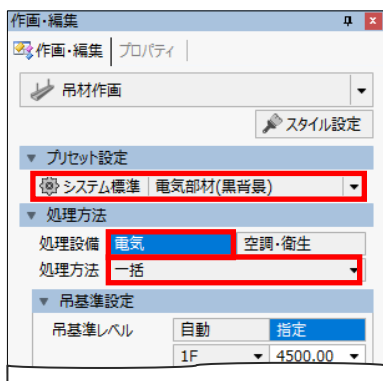 作画・編集
作画・編集 プロパティ
吊材作画
スタイル設定
プリセット設定
システム標準 電気部材(黒背景)
処理方法
処理設備 電気 空調・衛生
処理方法 一括
吊基準設定
吊基準レベル 自動 指定
1F 4500.00